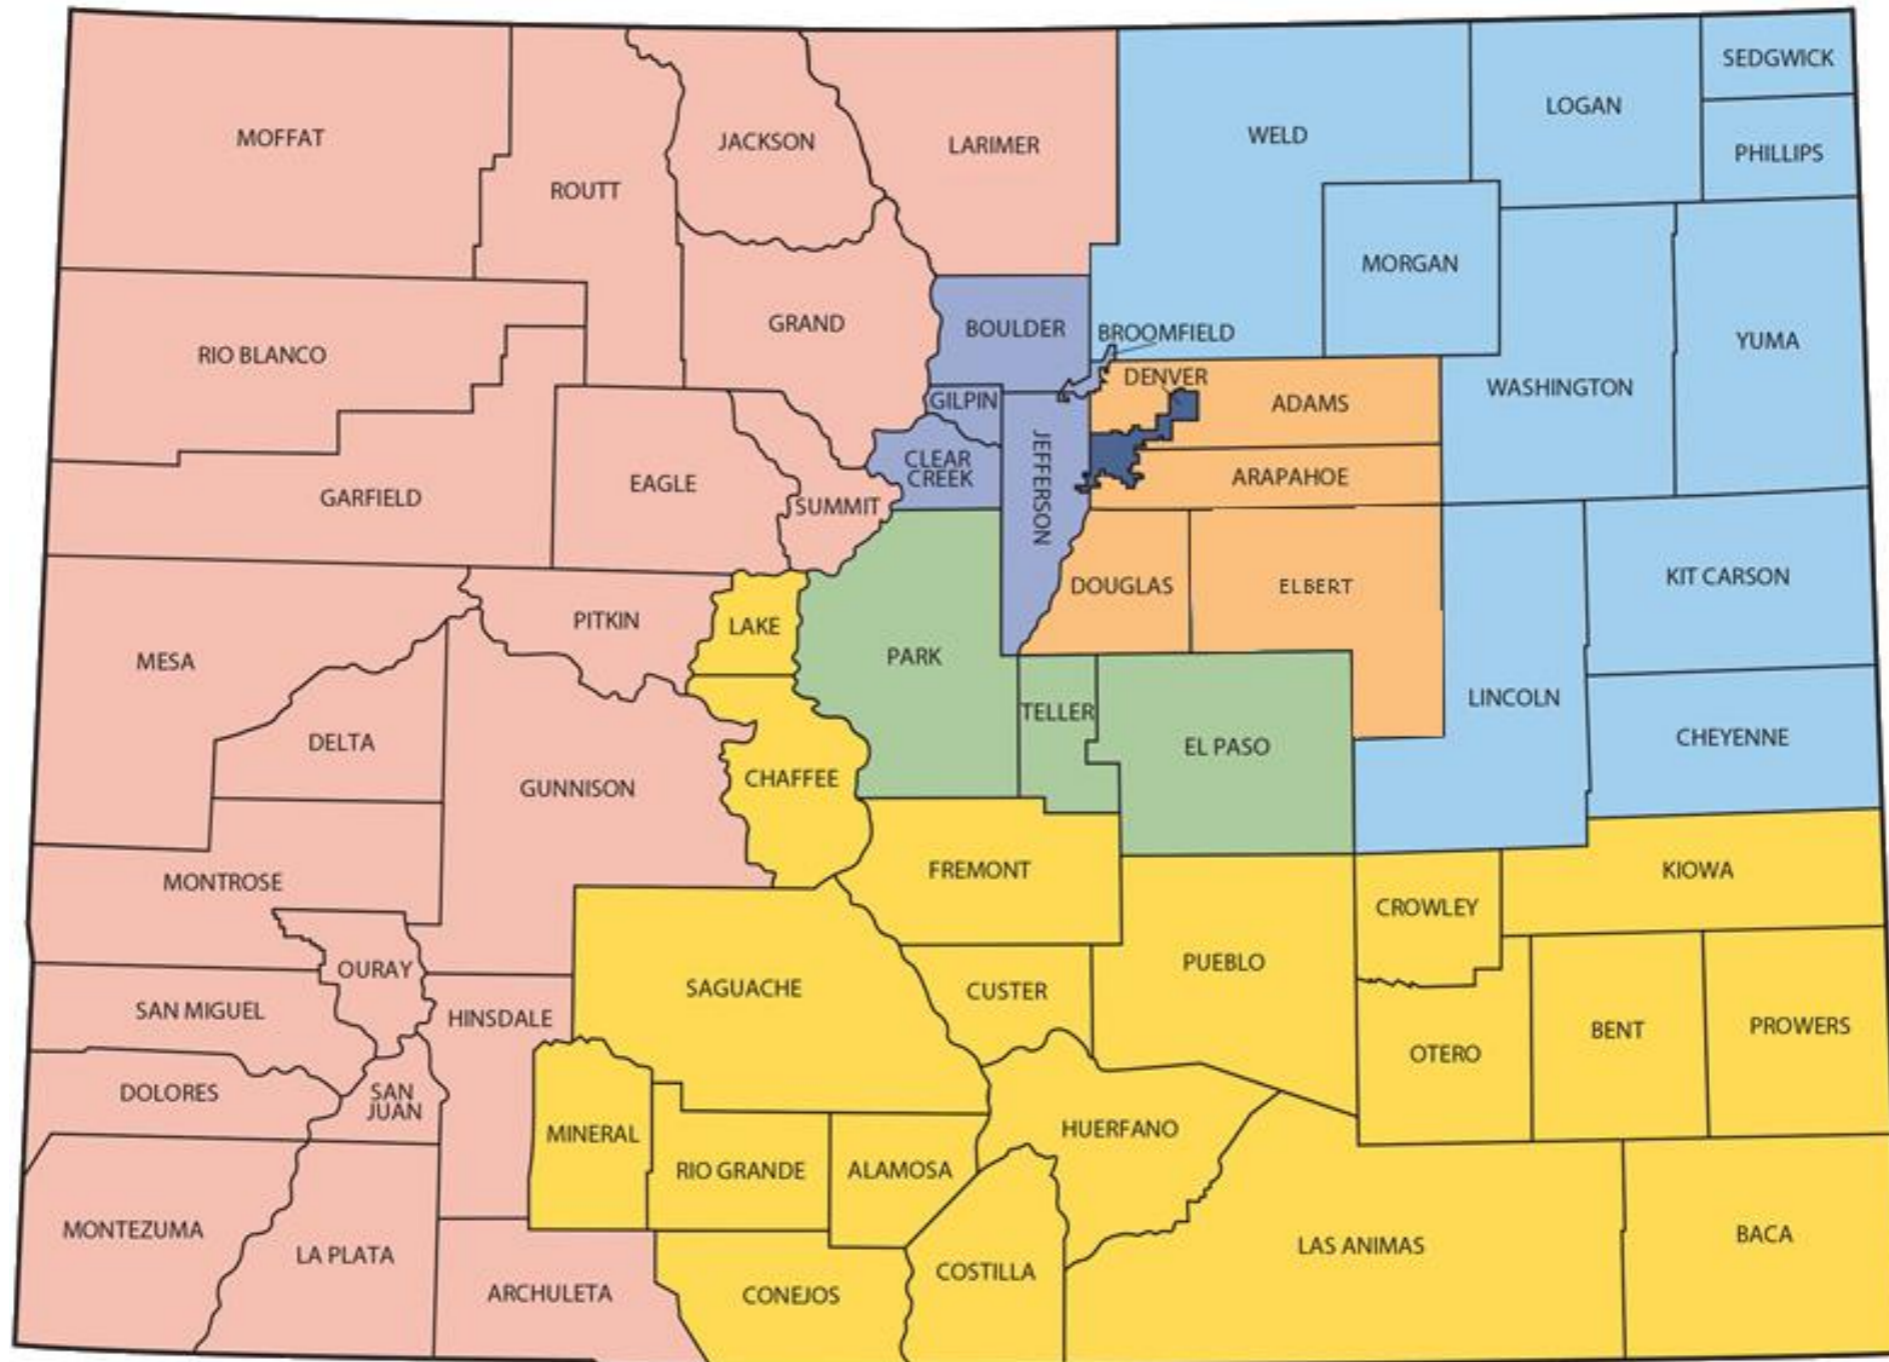 SEDGWICK
LOGAN
WELD
MOFFAT
JACKSON
LARIMER
PHILLIPS
ROUTT
MORGAN
GRAND
BOULDER
BROOMFIELD
YUMA
RIO BLANCO
DENVER
WASHINGTON
GILPIN
ADAMS
CLEAR
CREEK
JEFFERSON
ARAPAHOE
EAGLE
GARFIELD
SUMMIT
KIT CARSON
DOUGLAS
ELBERT
PITKIN
LAKE
MESA
PARK
LINCOLN
TELLER
CHEYENNE
DELTA
EL PASO
CHAFFEE
GUNNISON
FREMONT
KIOWA
MONTROSE
CROWLEY
PUEBLO
OURAY
SAGUACHE
CUSTER
SAN MIGUEL
HINSDALE
PROWERS
BENT
OTERO
DOLORES
SAN
JUAN
HUERFANO
MINERAL
RIO GRANDE
ALAMOSA
MONTEZUMA
BACA
LAS ANIMAS
LA PLATA
COSTILLA
ARCHULETA
CONEJOS